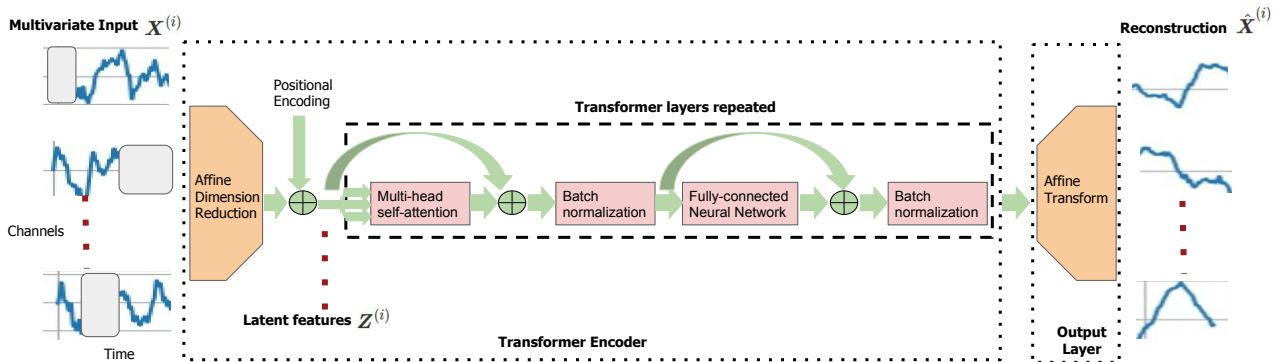 Multivariate Input X^{(i)}
Reconstruction X̂^{(i)}
Positional
Encoding
Transformer layers repeated
Affine
Dimension
Reduction
Multi-head
self-attention
Batch
normalization
Fully-connected
Neural Network
Batch
normalization
Affine
Transform
Channels
Latent features Z^{(i)}
Time
Transformer Encoder
Output
Layer